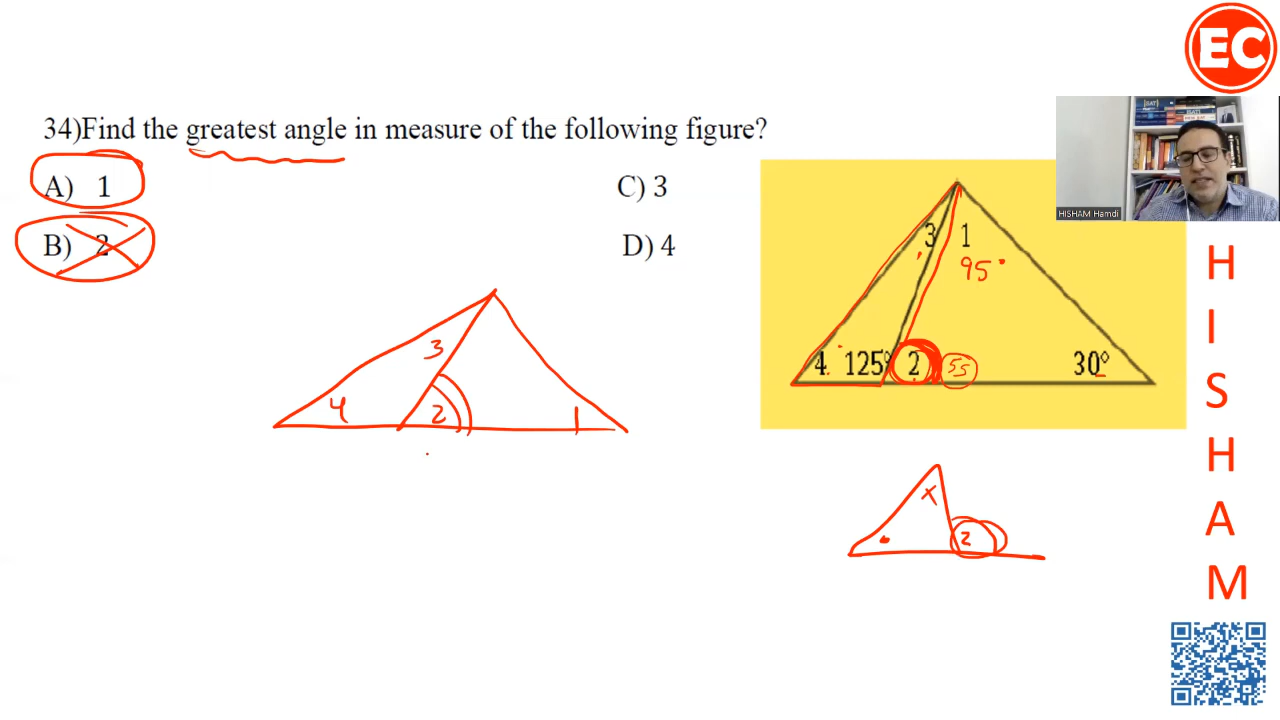 EC
34)Find the greatest angle in measure of the following figure?
A) 1
C) 3
B) 2
D) 4
HISHAM Hamdi
3 1
95°
4 125° 2 55 30°
3
4 2 1
x
2
H
I
S
H
A
M